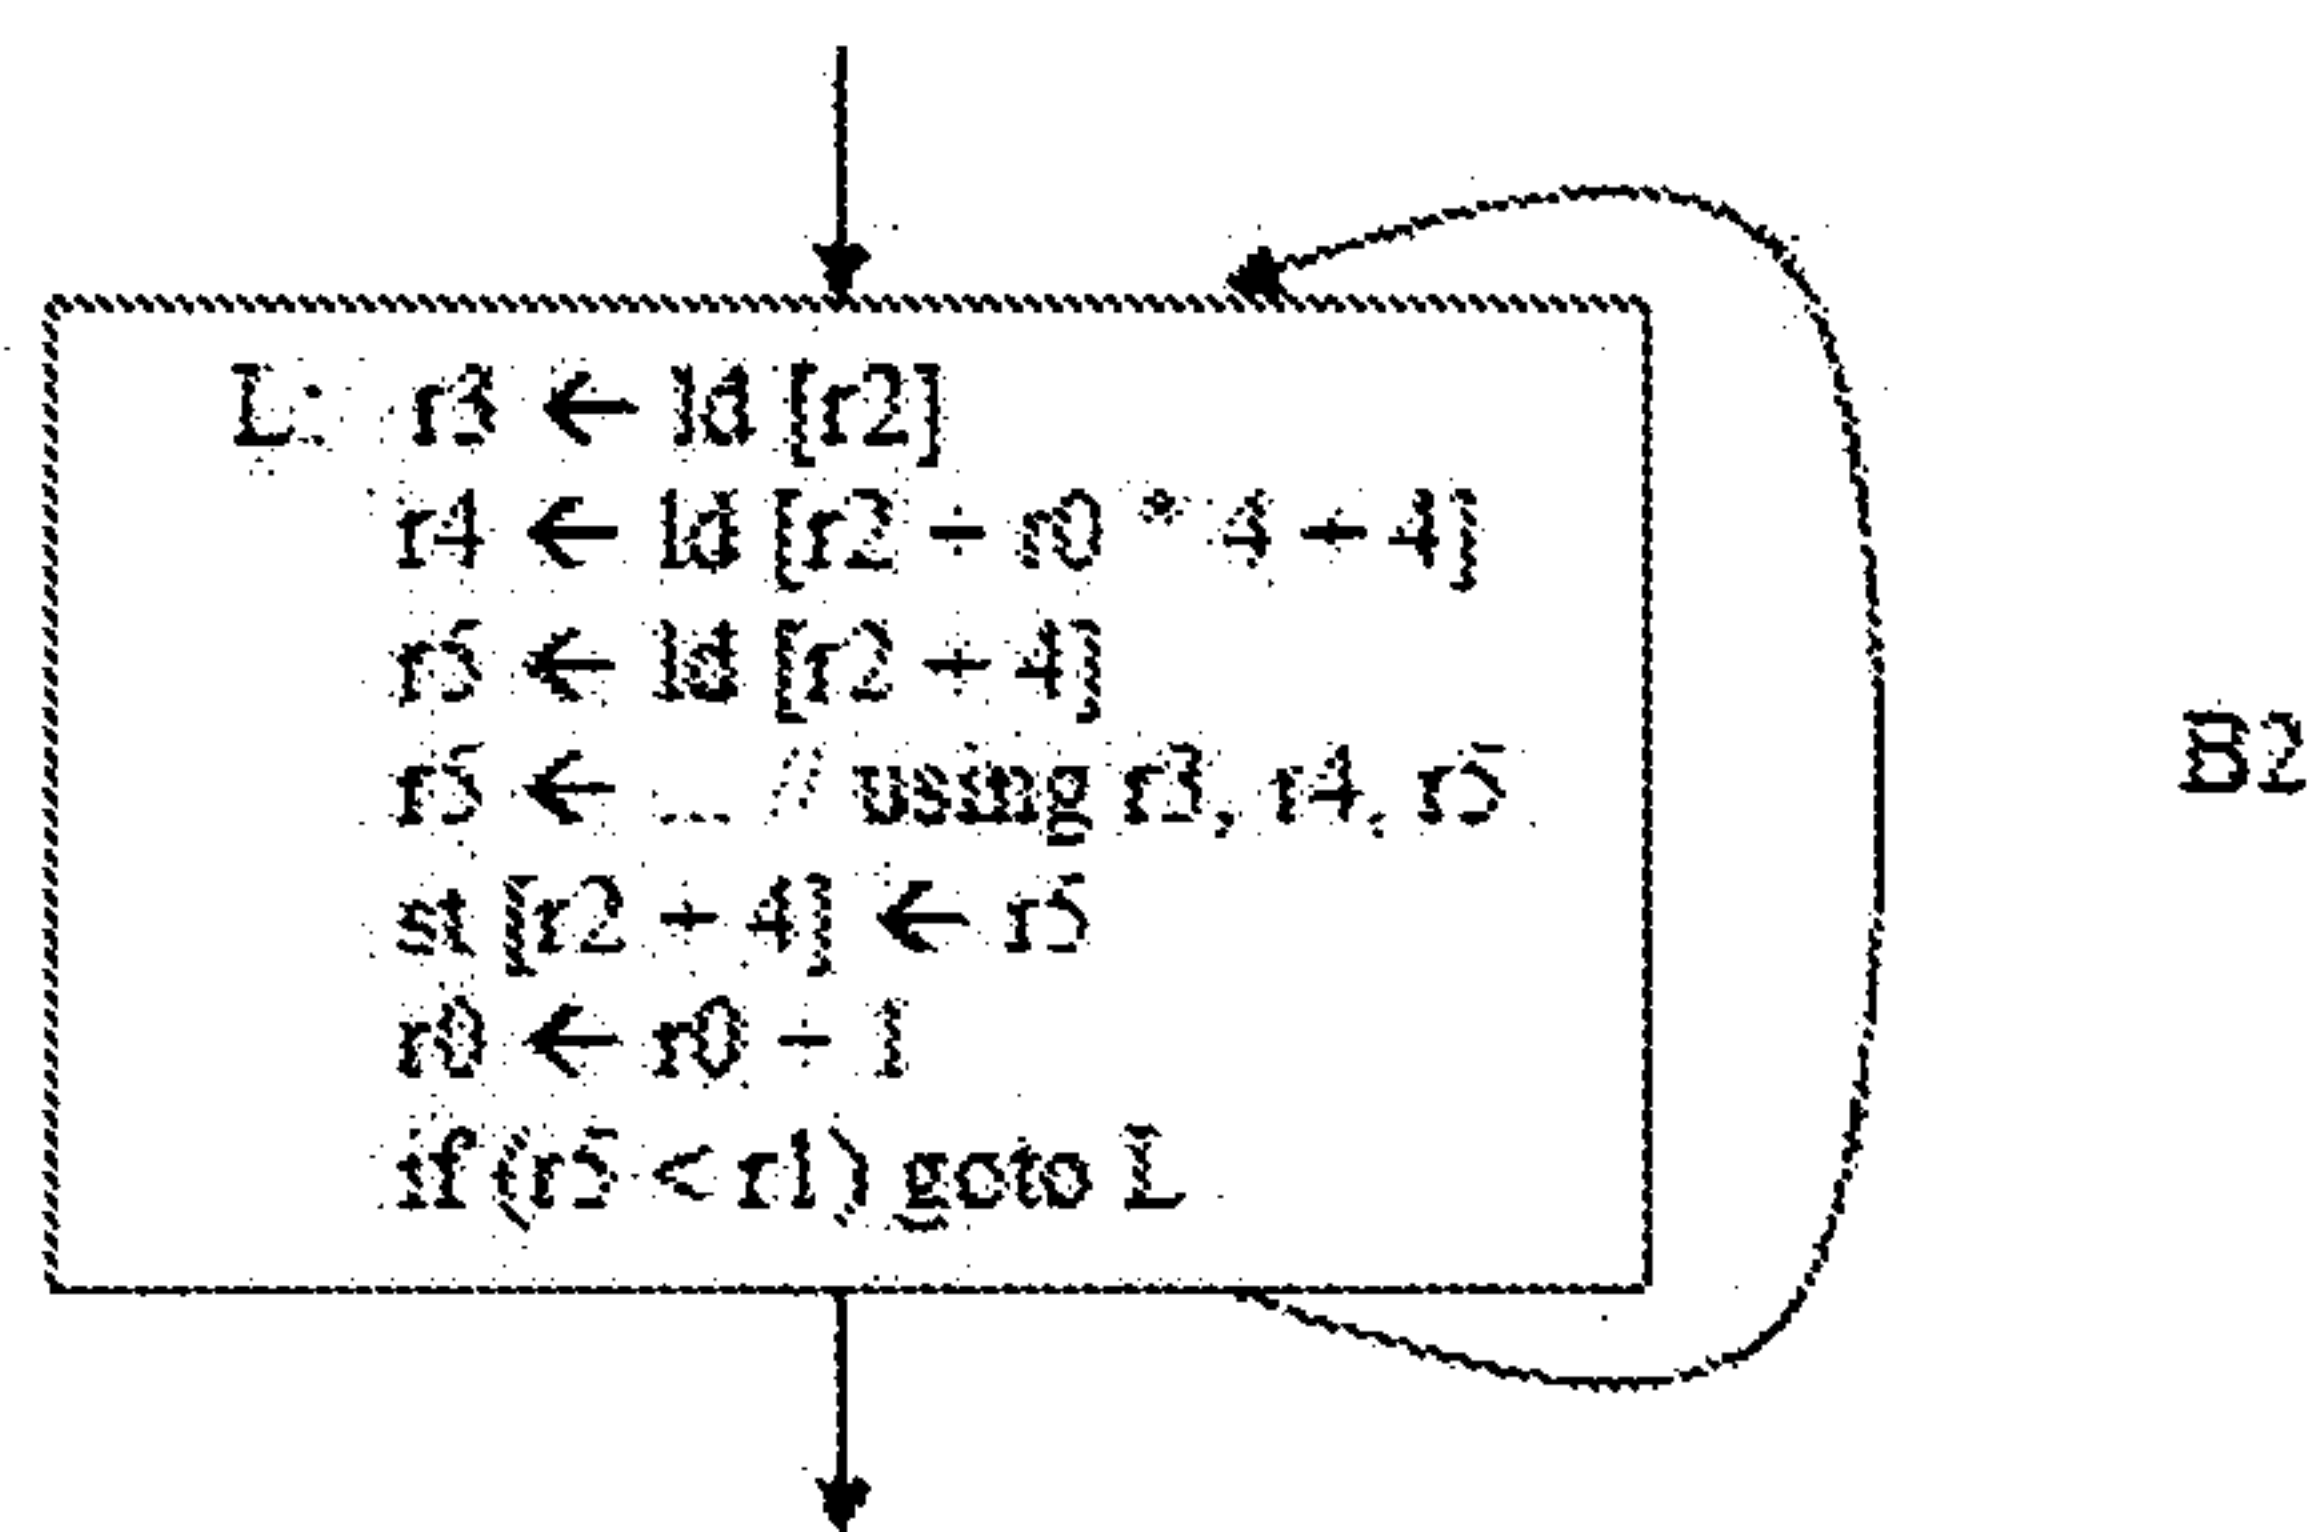 L: r3 ← ld [r2]
r4 ← ld [r2 + r0 * 4 + 4]
r5 ← ld [r2 + 4]
r5 ← ... // using r3, r4, r5
st [r2 + 4] ← r5
B2
r0 ← r0 + 1
if (r5 < r1) goto L